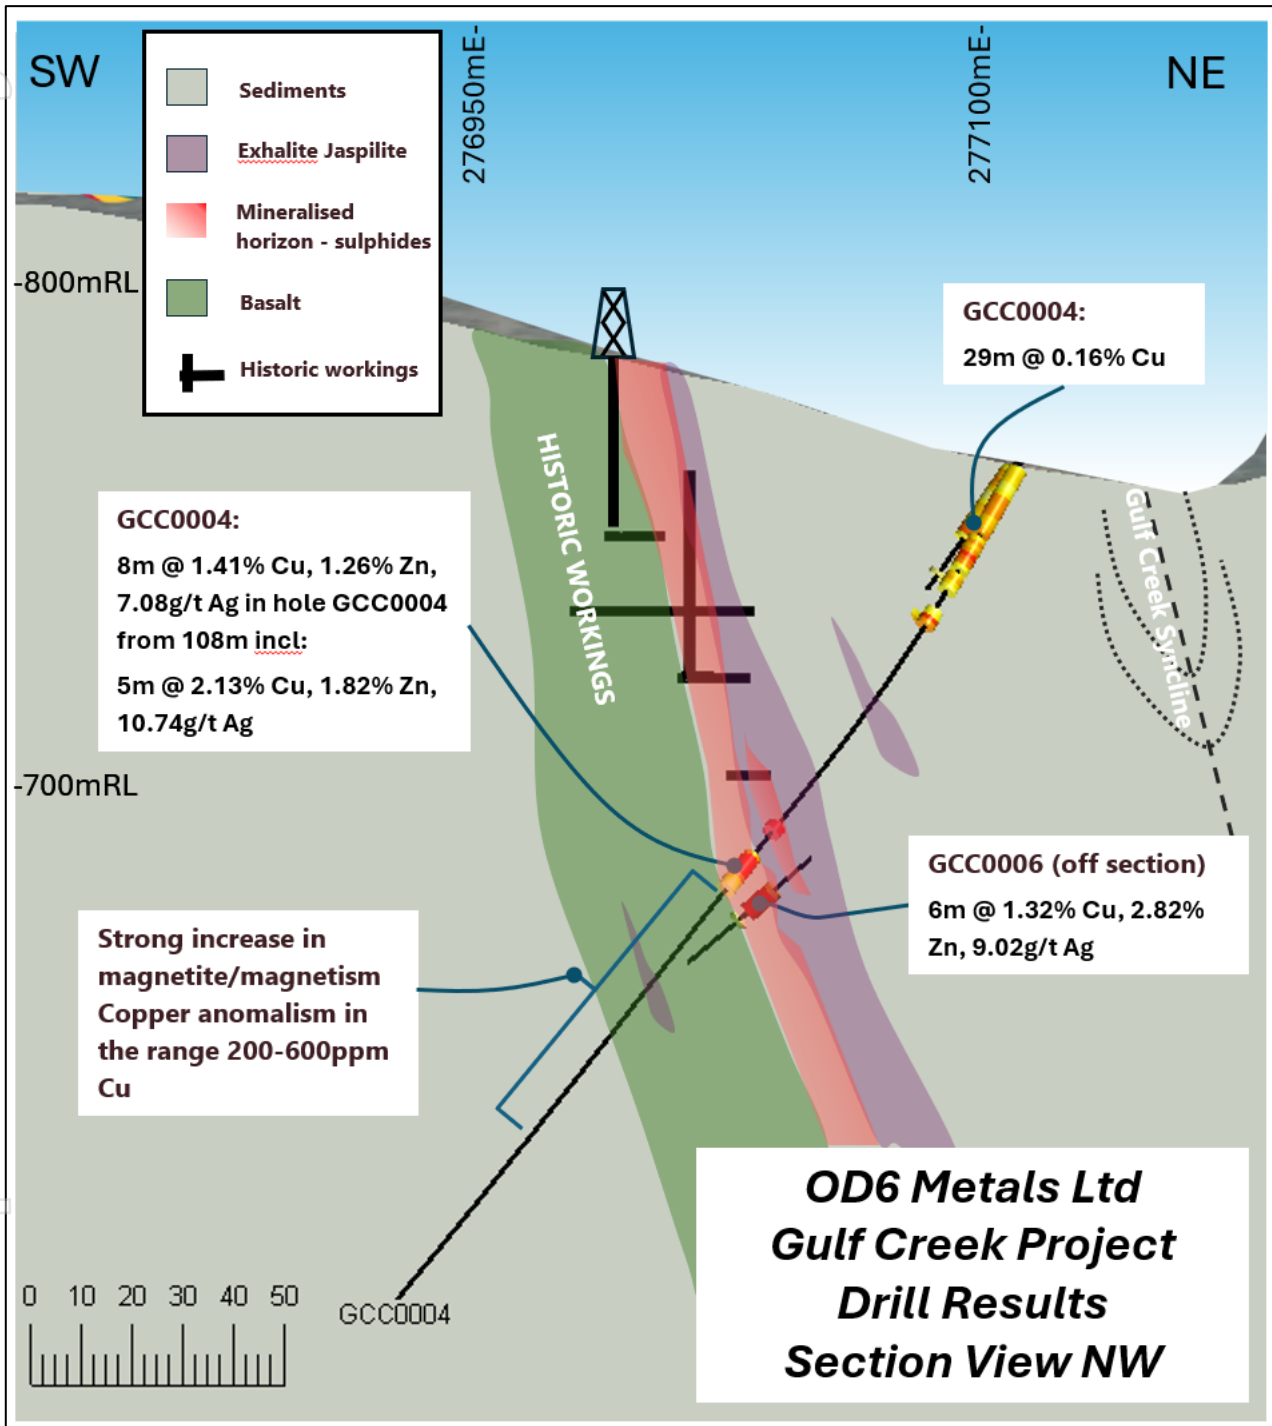 SW
276950mE-
277100mE-
NE
Sediments
Exhalite Jaspilite
Mineralised
horizon - sulphides
Basalt
Historic workings
-800mRL
GCC0004:
29m @ 0.16% Cu
HISTORIC WORKINGS
Gulf Creek Syncline
GCC0004:
8m @ 1.41% Cu, 1.26% Zn,
7.08g/t Ag in hole GCC0004
from 108m incl:
5m @ 2.13% Cu, 1.82% Zn,
10.74g/t Ag
-700mRL
GCC0006 (off section)
6m @ 1.32% Cu, 2.82%
Zn, 9.02g/t Ag
Strong increase in
magnetite/magnetism
Copper anomalism in
the range 200-600ppm
Cu
OD6 Metals Ltd
Gulf Creek Project
Drill Results
Section View NW
0 10 20 30 40 50
GCC0004